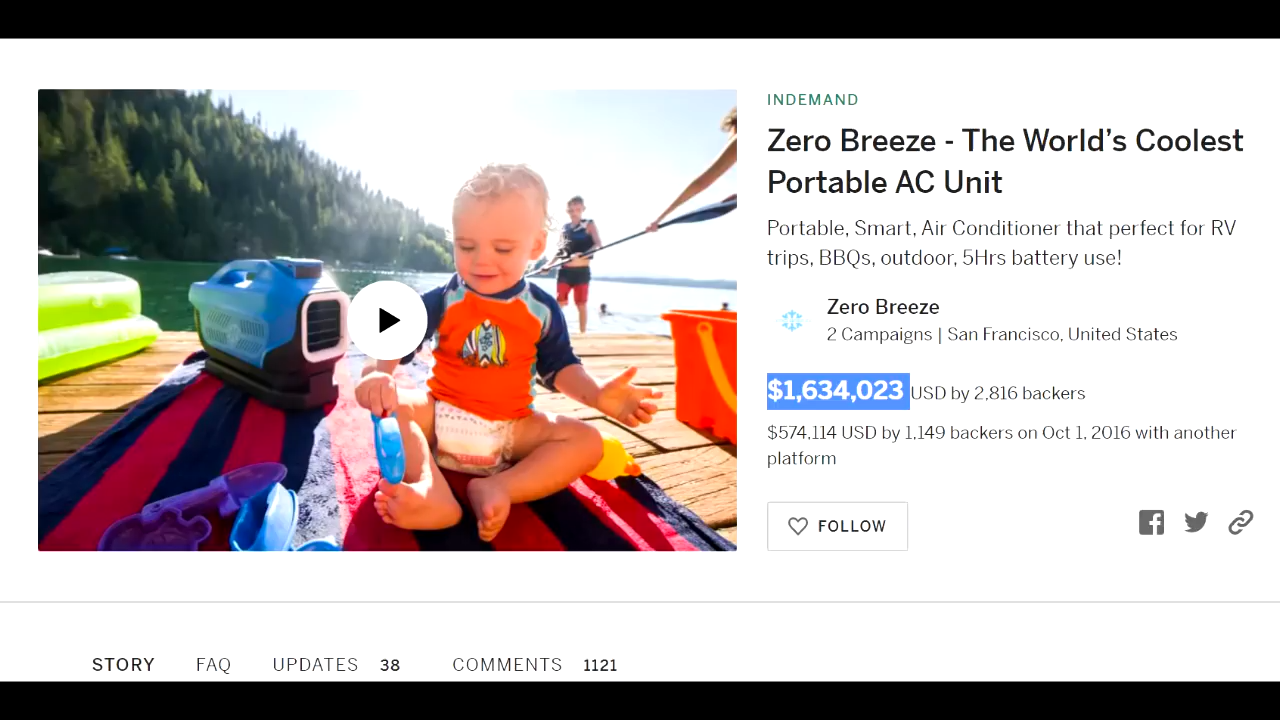 INDEMAND
Zero Breeze - The World's Coolest
Portable AC Unit
Portable, Smart, Air Conditioner that perfect for RV
trips, BBQs, outdoor, 5Hrs battery use!
Zero Breeze
2 Campaigns | San Francisco, United States
$1,634,023 USD by 2,816 backers
$574,114 USD by 1,149 backers on Oct 1, 2016 with another
platform
FOLLOW
STORY FAQ UPDATES 38 COMMENTS 1121